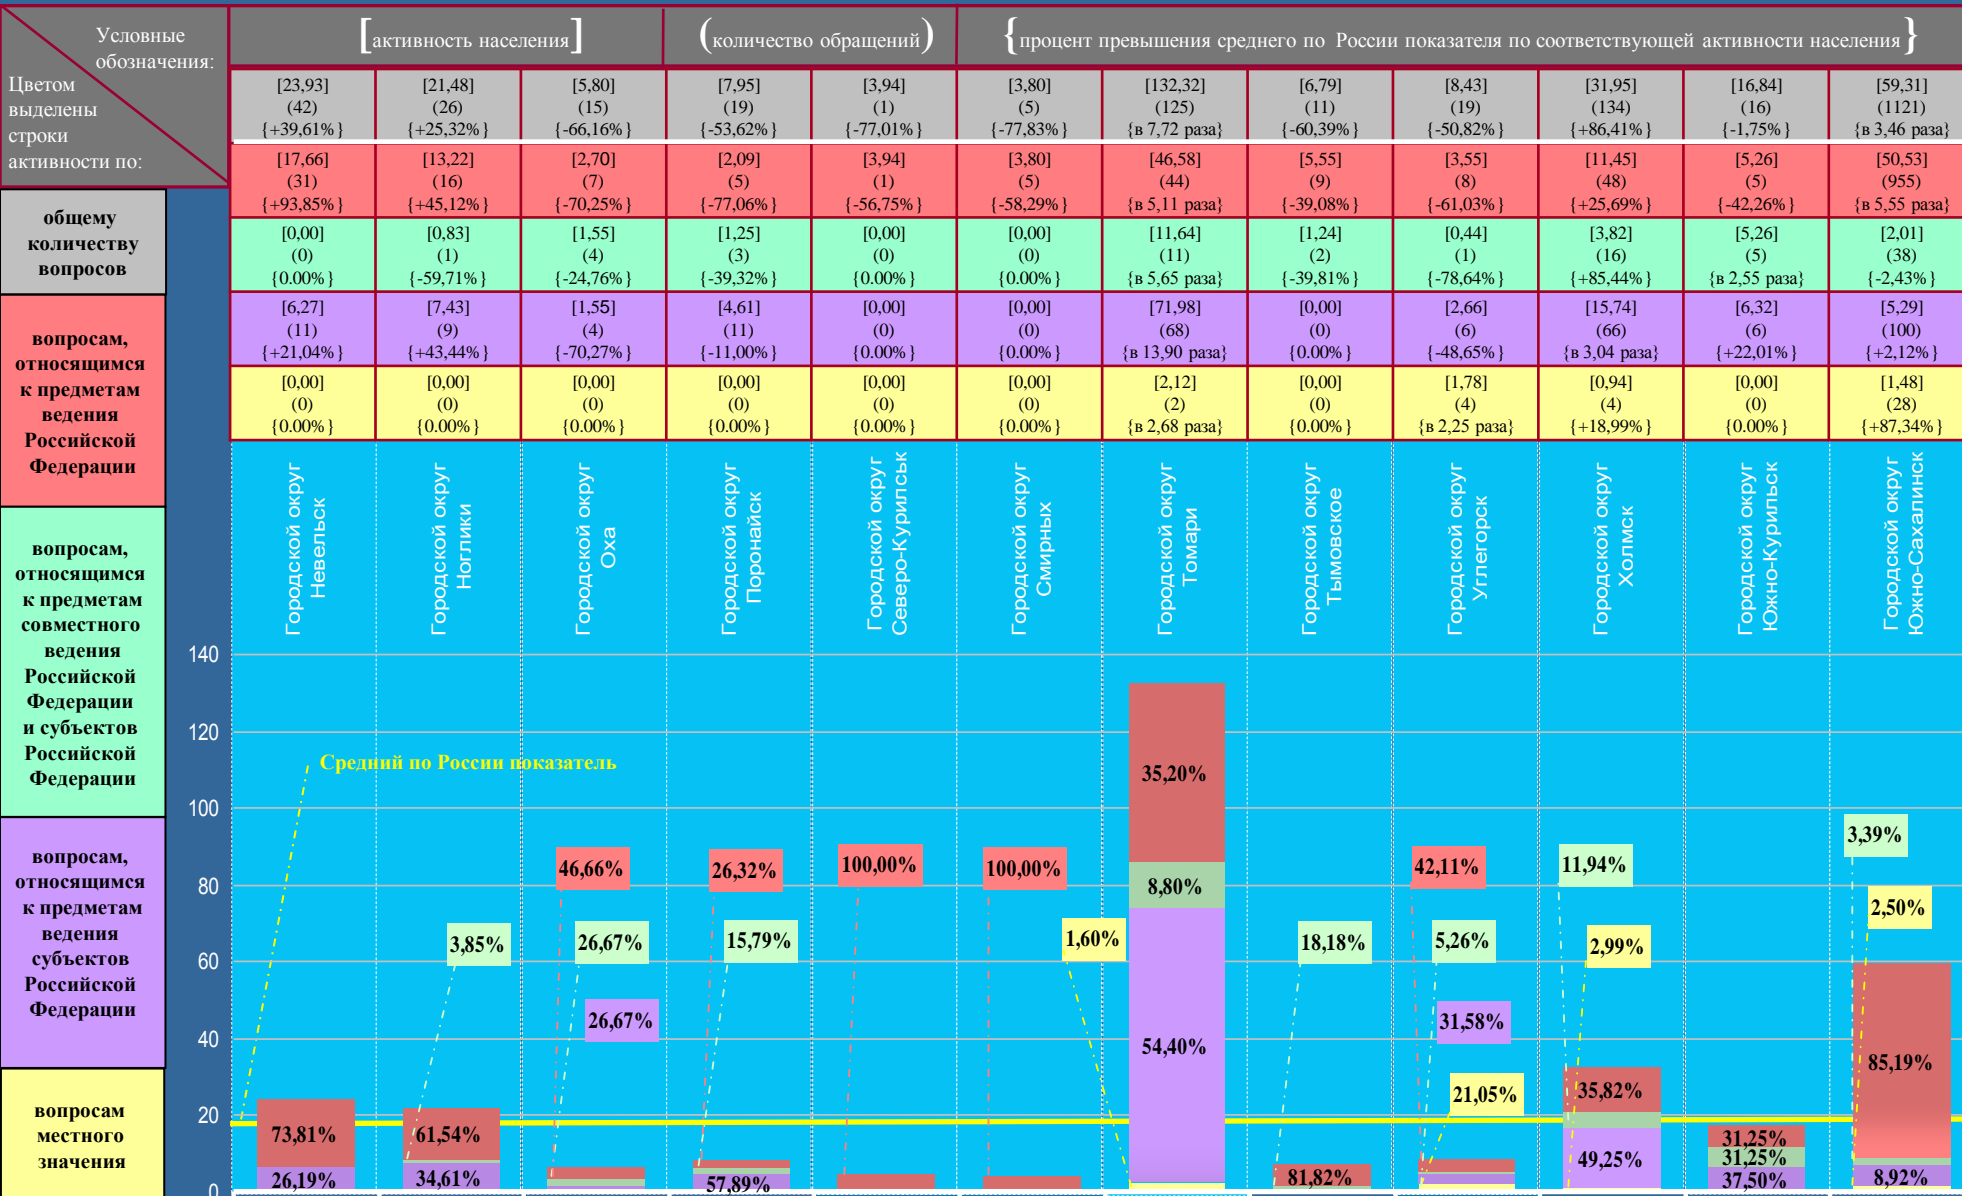 Условные
обозначения:
Цветом
выделены
строки
активности по:
[активность населения]
(количество обращений)
{процент превышения среднего по России показателя по соответствующей активности населения}
[23,93] [21,48] [5,80] [7,95] [3,94] [3,80] [132,32] [6,79] [8,43] [31,95] [16,84] [59,31]
(42) (26) (15) (19) (1) (5) (125) (11) (19) (134) (16) (1121)
{+39,61%} {+25,32%} {-66,16%} {-53,62%} {-77,01%} {-77,83%} {в 7,72 раза} {-60,39%} {-50,82%} {+86,41%} {-1,75%} {в 3,46 раза}
[17,66] [13,22] [2,70] [2,09] [3,94] [3,80] [46,58] [5,55] [3,55] [11,45] [5,26] [50,53]
(31) (16) (7) (5) (1) (5) (44) (9) (8) (48) (5) (955)
{+93,85%} {+45,12%} {-70,25%} {-77,06%} {-56,75%} {-58,29%} {в 5,11 раза} {-39,08%} {-61,03%} {+25,69%} {-42,26%} {в 5,55 раза}
[0,00] [0,83] [1,55] [1,25] [0,00] [0,00] [11,64] [1,24] [0,44] [3,82] [5,26] [2,01]
(0) (1) (4) (3) (0) (0) (11) (2) (1) (16) (5) (38)
{0.00%} {-59,71%} {-24,76%} {-39,32%} {0.00%} {0.00%} {в 5,65 раза} {-39,81%} {-78,64%} {+85,44%} {в 2,55 раза} {-2,43%}
[6,27] [7,43] [1,55] [4,61] [0,00] [0,00] [71,98] [0,00] [2,66] [15,74] [6,32] [5,29]
(11) (9) (4) (11) (0) (0) (68) (0) (6) (66) (6) (100)
{+21,04%} {+43,44%} {-70,27%} {-11,00%} {0.00%} {0.00%} {в 13,90 раза} {0.00%} {-48,65%} {в 3,04 раза} {+22,01%} {+2,12%}
[0,00] [0,00] [0,00] [0,00] [0,00] [0,00] [2,12] [0,00] [1,78] [0,94] [0,00] [1,48]
(0) (0) (0) (0) (0) (0) (2) (0) (4) (4) (0) (28)
{0.00%} {0.00%} {0.00%} {0.00%} {0.00%} {0.00%} {в 2,68 раза} {0.00%} {в 2,25 раза} {+18,99%} {0.00%} {+87,34%}
общему
количеству
вопросов
вопросам,
относящимся
к предметам
ведения
Российской
Федерации
вопросам,
относящимся
к предметам
совместного
ведения
Российской
Федерации
и субъектов
Российской
Федерации
вопросам,
относящимся
к предметам
ведения
субъектов
Российской
Федерации
вопросам
местного
значения
Городской округ
Невельск
Городской округ
Ноглики
Городской округ
Оха
Городской округ
Поронайск
Городской округ
Северо-Курилськ
Городской округ
Смирных
Городской округ
Томари
Городской округ
Тымовское
Городской округ
Углегорск
Городской округ
Холмск
Городской округ
Южно-Курильск
Городской округ
Южно-Сахалинск
140
120
100
80
60
40
20
0
Средний по России показатель
73,81%
26,19%
3,85%
61,54%
34,61%
46,66%
26,67%
26,67%
26,32%
15,79%
57,89%
100,00%
100,00%
1,60%
35,20%
8,80%
54,40%
18,18%
81,82%
42,11%
5,26%
31,58%
21,05%
11,94%
2,99%
35,82%
49,25%
31,25%
31,25%
37,50%
3,39%
2,50%
85,19%
8,92%